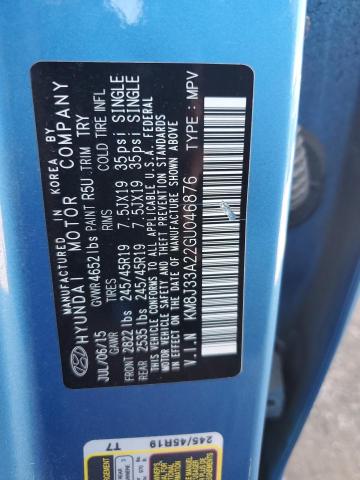 MANUFACTURED IN KOREA BY
HYUNDAI MOTOR COMPANY
GVWR 4652 lbs PAINT R5U TRIM TRY
JUL/06/15 GAWR RIMS COLD TIRE INFL
FRONT 2822 lbs 245/45R19 7.5JX19 35psi SINGLE
REAR 2535 lbs 245/45R19 7.5JX19 35psi SINGLE
THIS VEHICLE CONFORMS TO ALL APPLICABLE U.S.A. FEDERAL
MOTOR VEHICLE SAFETY, BUMPER, AND THEFT PREVENTION STANDARDS
IN EFFECT ON THE DATE OF MANUFACTURE SHOWN ABOVE.
V.I.N KM8J33A22GU046876 TYPE : MPV
245/45R19
T7